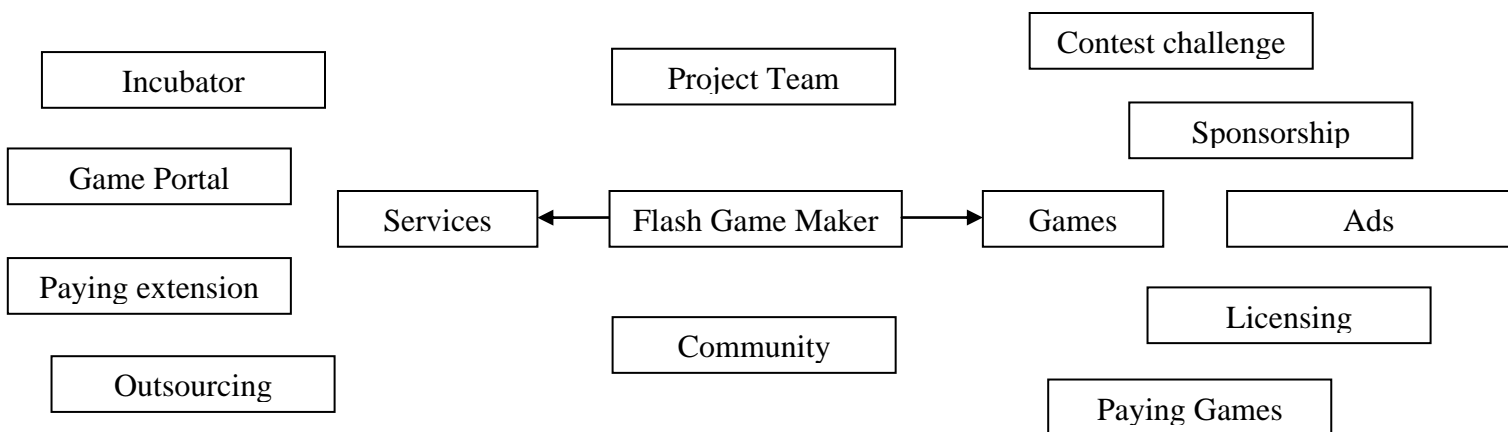 Contest challenge
Incubator
Project Team
Sponsorship
Game Portal
Services
Flash Game Maker
Games
Ads
Paying extension
Licensing
Community
Outsourcing
Paying Games